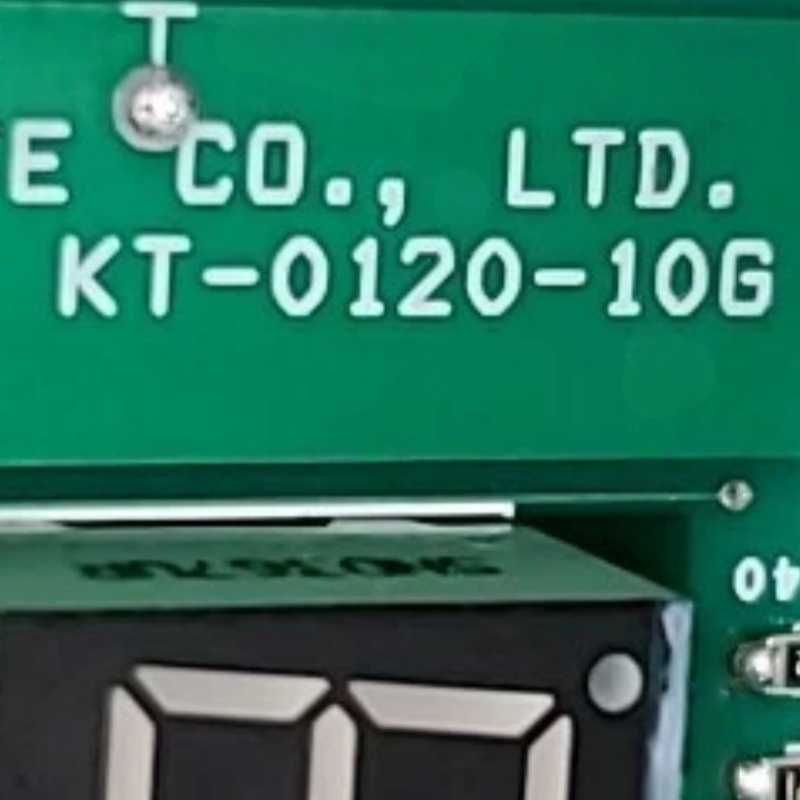 T
E CO., LTD.
KT-0120-10G